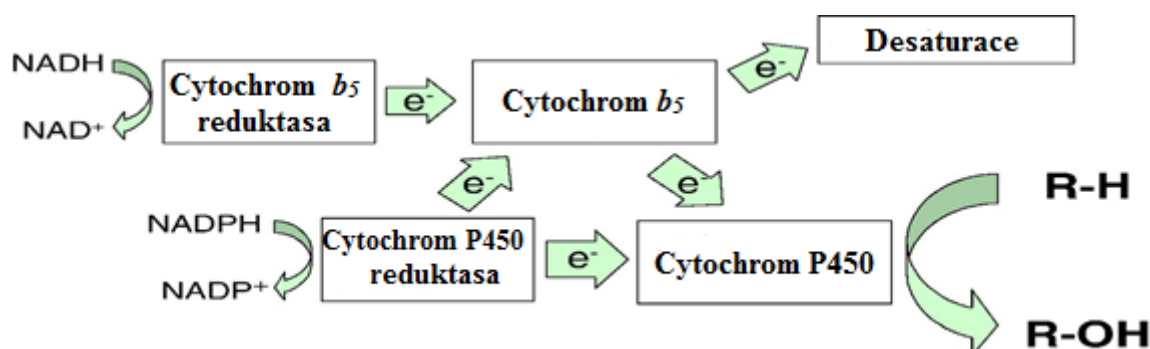 Desaturace
e-
NADH
Cytochrom b5
reduktasa
e-
Cytochrom b5
NAD+
e-
e-
R-H
NADPH
Cytochrom P450
reduktasa
e-
Cytochrom P450
NADP+
R-OH